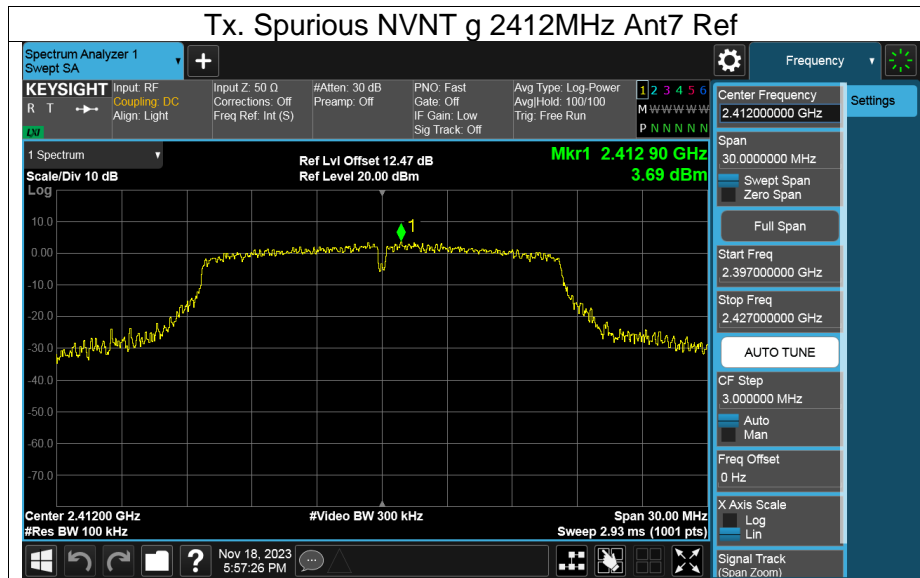 Tx. Spurious NVNT g 2412MHz Ant7 Ref
Spectrum Analyzer 1
Swept SA
+
Frequency
KEYSIGHT
R T
LXI
Input: RF
Coupling: DC
Align: Light
Input Z: 50 Ω
Corrections: Off
Freq Ref: Int (S)
#Atten: 30 dB
Preamp: Off
PNO: Fast
Gate: Off
IF Gain: Low
Sig Track: Off
Avg Type: Log-Power
Avg|Hold: 100/100
Trig: Free Run
1 2 3 4 5 6
M W W W W W
P N N N N N
Center Frequency
2.412000000 GHz
Settings
1 Spectrum
Scale/Div 10 dB
Log
Ref Lvl Offset 12.47 dB
Ref Level 20.00 dBm
Mkr1 2.412 90 GHz
3.69 dBm
Span
30.0000000 MHz
Swept Span
Zero Span
Full Span
Start Freq
2.397000000 GHz
Stop Freq
2.427000000 GHz
AUTO TUNE
CF Step
3.000000 MHz
Auto
Man
Freq Offset
0 Hz
X Axis Scale
Log
Lin
Signal Track
(Span Zoom)
1
10.0
0.00
-10.0
-20.0
-30.0
-40.0
-50.0
-60.0
-70.0
Center 2.41200 GHz
#Res BW 100 kHz
#Video BW 300 kHz
Span 30.00 MHz
Sweep 2.93 ms (1001 pts)
?
Nov 18, 2023
5:57:26 PM